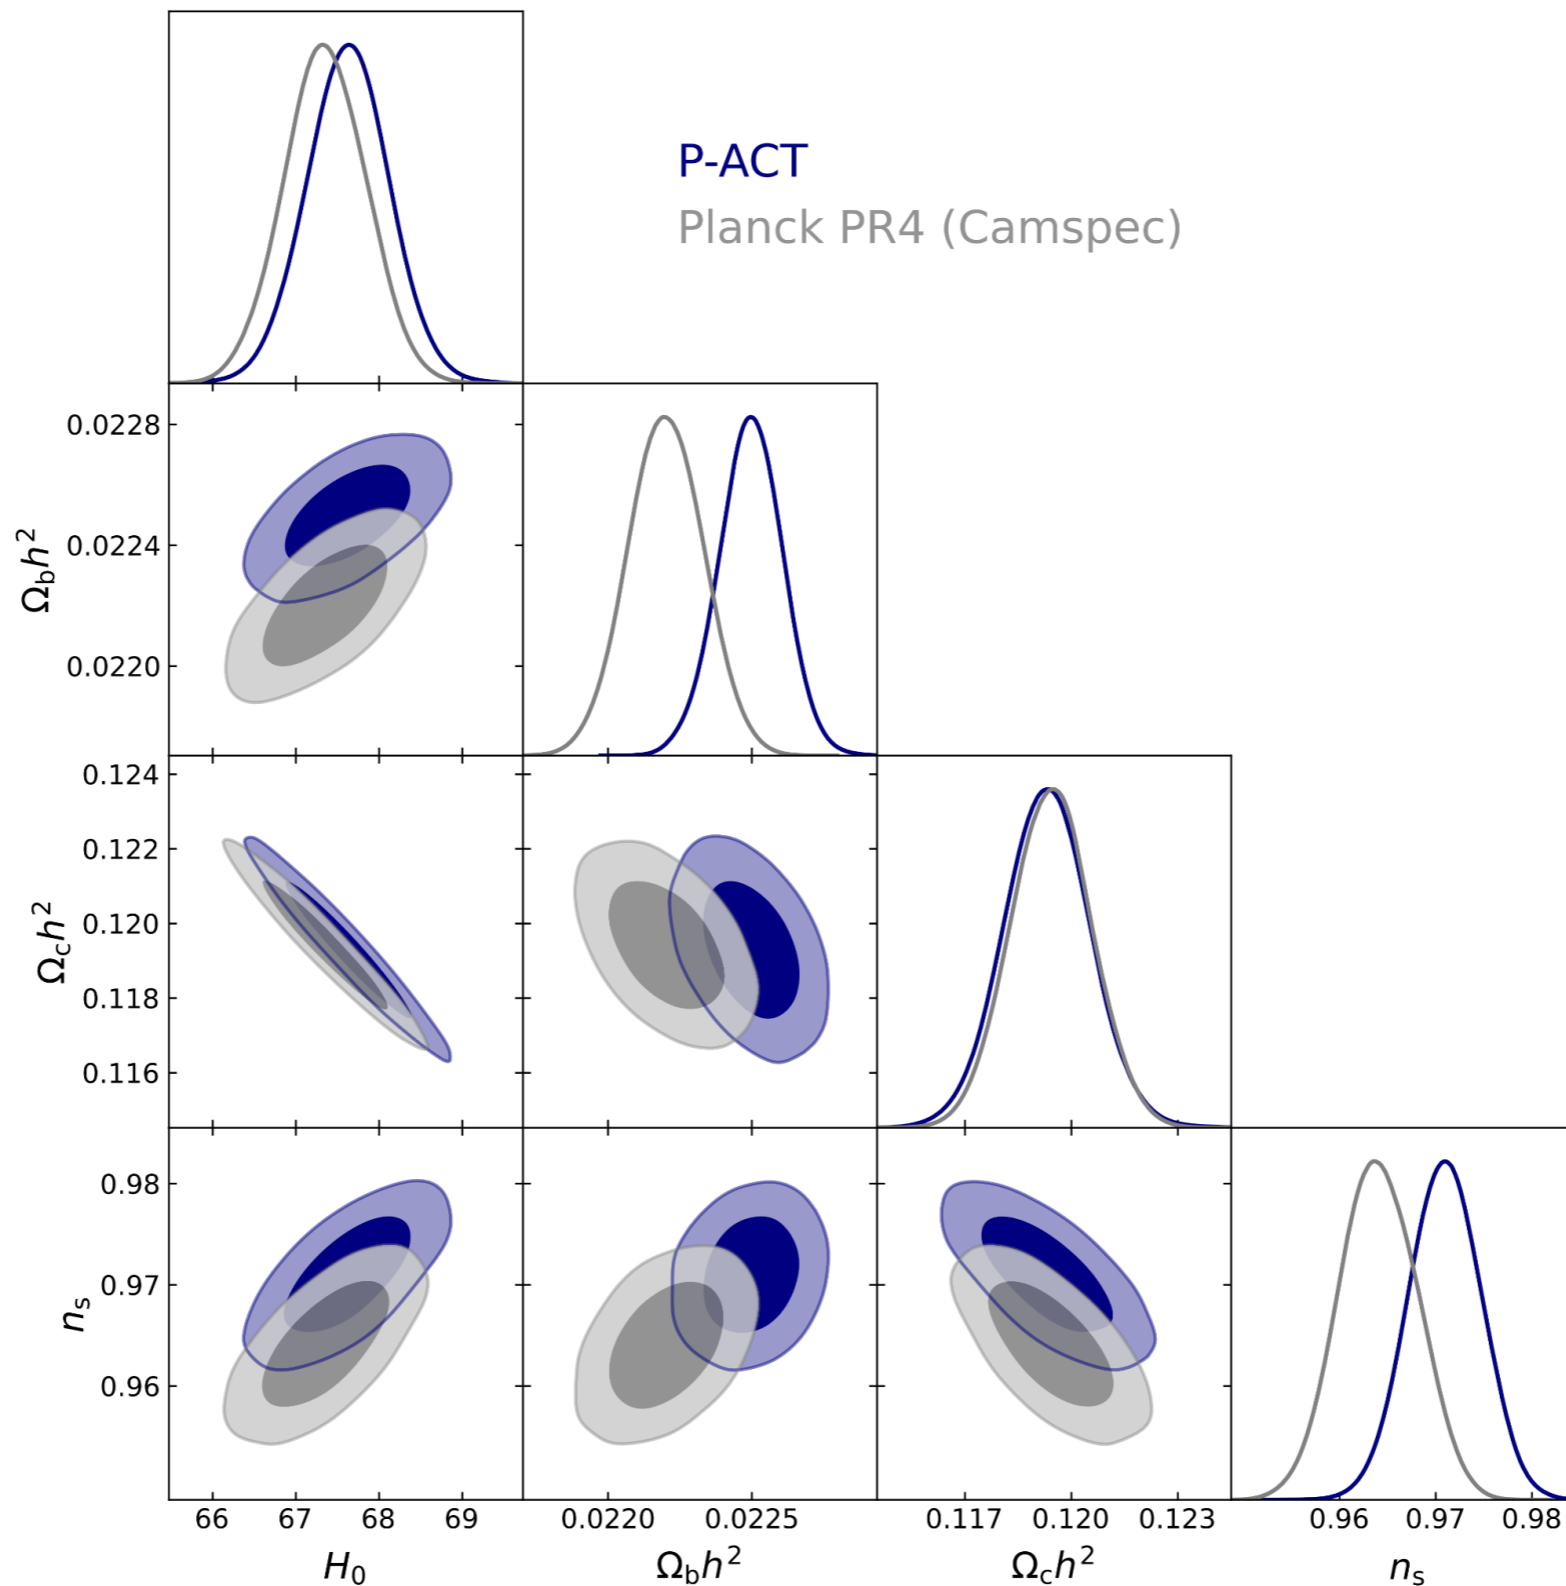 P-ACT
Planck PR4 (Camspec)
0.0228
0.0224
0.0220
Ωbh²
0.124
0.122
0.120
0.118
0.116
Ωch²
0.98
0.97
0.96
ns
66 67 68 69
0.0220 0.0225
0.117 0.120 0.123
0.96 0.97 0.98
H₀
Ωbh²
Ωch²
ns